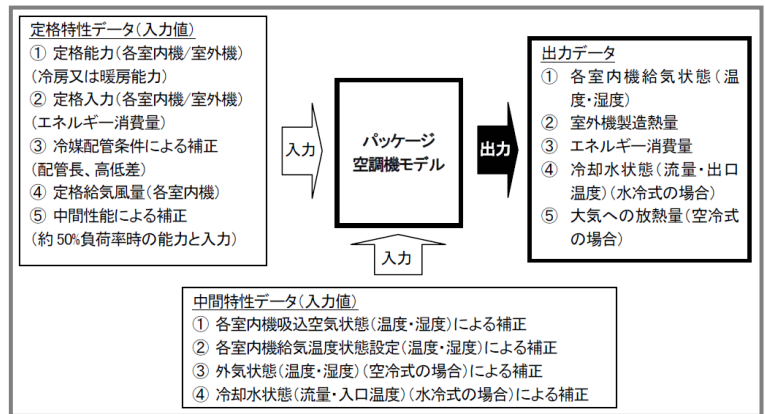 定格特性データ(入力値)
① 定格能力(各室内機/室外機)
(冷房又は暖房能力)
② 定格入力(各室内機/室外機)
(エネルギー消費量)
③ 冷媒配管条件による補正
(配管長、高低差)
④ 定格給気風量(各室内機)
⑤ 中間性能による補正
(約50%負荷率時の能力と入力)
入力
パッケージ
空調機モデル
出力
出力データ
① 各室内機給気状態(温
度・湿度)
② 室外機製造熱量
③ エネルギー消費量
④ 冷却水状態(流量・出口
温度)(水冷式の場合)
⑤ 大気への放熱量(空冷式
の場合)
入力
中間特性データ(入力値)
① 各室内機吸込空気状態(温度・湿度)による補正
② 各室内機給気温度状態設定(温度・湿度)による補正
③ 外気状態(温度・湿度)(空冷式の場合)による補正
④ 冷却水状態(流量・入口温度)(水冷式の場合)による補正